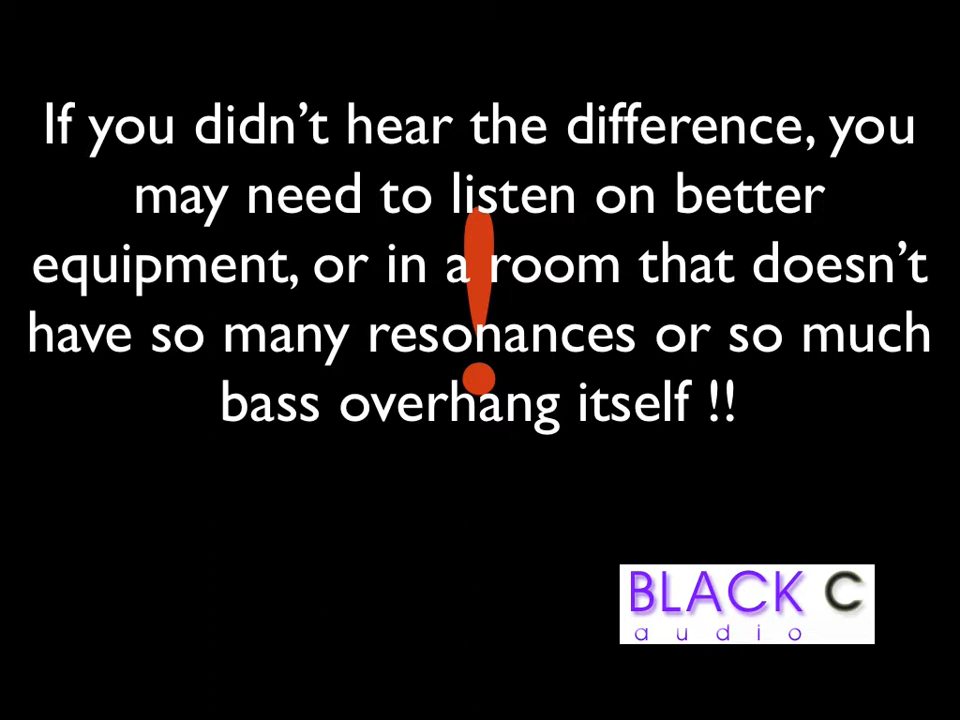 If you didn’t hear the difference, you
may need to listen on better
equipment, or in a room that doesn’t
have so many resonances or so much
bass overhang itself !!
!
BLACK C
audio